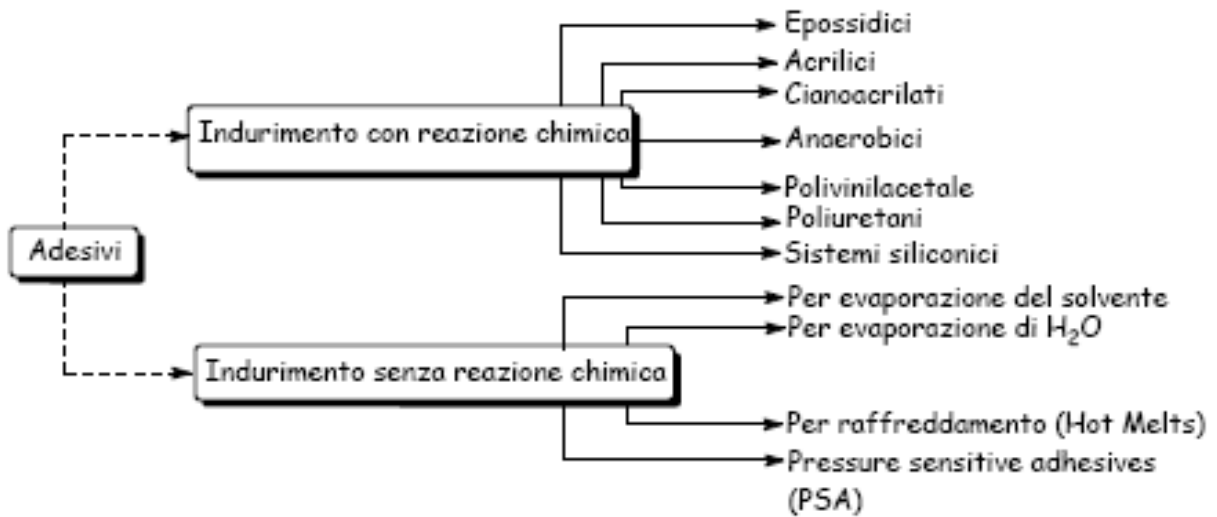 Epossidici
Acrilici
Cianoacrilati
Indurimento con reazione chimica
Anaerobici
Polivinilacetale
Poliuretani
Adesivi
Sistemi siliconici
Per evaporazione del solvente
Per evaporazione di H₂O
Indurimento senza reazione chimica
Per raffreddamento (Hot Melts)
Pressure sensitive adhesives
(PSA)